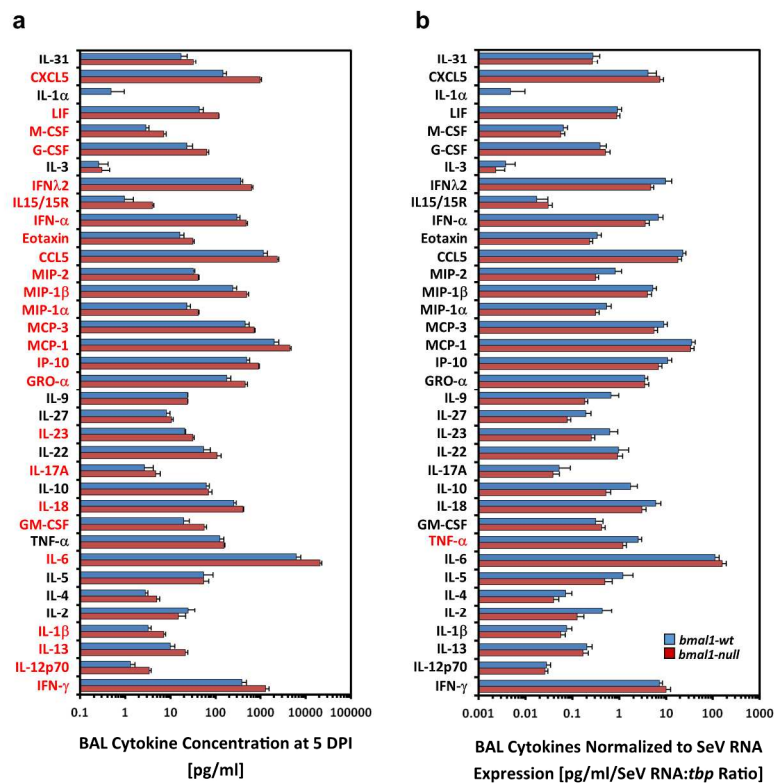 a
IL-31
CXCL5
IL-1α
LIF
M-CSF
G-CSF
IL-3
IFNλ2
IL15/15R
IFN-α
Eotaxin
CCL5
MIP-2
MIP-1β
MIP-1α
MCP-3
MCP-1
IP-10
GRO-α
IL-9
IL-27
IL-23
IL-22
IL-17A
IL-10
IL-18
GM-CSF
TNF-α
IL-6
IL-5
IL-4
IL-2
IL-1β
IL-13
IL-12p70
IFN-γ
0.1 1 10 100 1000 10000 100000
BAL Cytokine Concentration at 5 DPI
[pg/ml]
b
IL-31
CXCL5
IL-1α
LIF
M-CSF
G-CSF
IL-3
IFNλ2
IL15/15R
IFN-α
Eotaxin
CCL5
MIP-2
MIP-1β
MIP-1α
MCP-3
MCP-1
IP-10
GRO-α
IL-9
IL-27
IL-23
IL-22
IL-17A
IL-10
IL-18
GM-CSF
TNF-α
IL-6
IL-5
IL-4
IL-2
IL-1β
IL-13
IL-12p70
IFN-γ
bmal1-wt
bmal1-null
0.001 0.01 0.1 1 10 100 1000
BAL Cytokines Normalized to SeV RNA
Expression [pg/ml/SeV RNA:tbp Ratio]